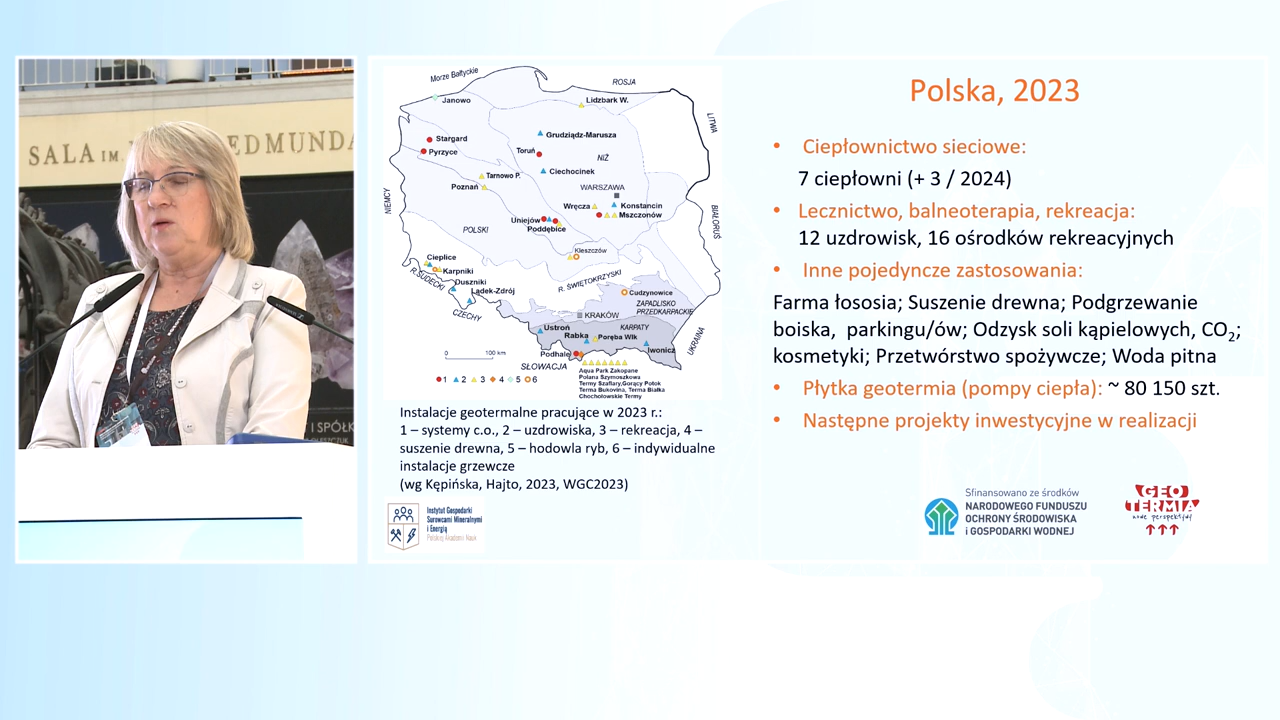 SALA IM.
EDMUNDA
I SPÓŁK
Morze Bałtyckie
ROSJA
LITWA
BIAŁORUŚ
UKRAINA
SŁOWACJA
CZECHY
NIEMCY
Janowo
Lidzbark W.
Stargard
Pyrzyce
Grudziądz-Marusza
Toruń
NIŻ
Ciechocinek
Tarnowo P.
Poznań
WARSZAWA
Wręcza
Konstancin
Mszczonów
Uniejów
Poddębice
POLSKI
Kleszczów
Cieplice
Karpniki
R. SUDECKI
Duszniki
Lądek-Zdrój
R. ŚWIĘTOKRZYSKI
Cudzynowice
ZAPADLISKO
PRZEDKARPACKIE
KRAKÓW
KARPATY
Ustroń
Rabka
Poręba Wlk
Iwonicz
Podhale
0 100 km
1 2 3 4 5 6
Aqua Park Zakopane
Polana Szymoszkowa
Termy Szaflary,Gorący Potok
Terma Bukovina, Terma Białka
Chochołowskie Termy
Instalacje geotermalne pracujące w 2023 r.:
1 – systemy c.o., 2 – uzdrowiska, 3 – rekreacja, 4 –
suszenie drewna, 5 – hodowla ryb, 6 – indywidualne
instalacje grzewcze
(wg Kępińska, Hajto, 2023, WGC2023)
Instytut Gospodarki
Surowcami Mineralnymi
i Energią
Polskiej Akademii Nauk
Polska, 2023
• Ciepłownictwo sieciowe:
7 ciepłowni (+ 3 / 2024)
• Lecznictwo, balneoterapia, rekreacja:
12 uzdrowisk, 16 ośrodków rekreacyjnych
• Inne pojedyncze zastosowania:
Farma łososia; Suszenie drewna; Podgrzewanie
boiska, parkingu/ów; Odzysk soli kąpielowych, CO₂;
kosmetyki; Przetwórstwo spożywcze; Woda pitna
• Płytka geotermia (pompy ciepła): ~ 80 150 szt.
• Następne projekty inwestycyjne w realizacji
Sfinansowano ze środków
NARODOWEGO FUNDUSZU
OCHRONY ŚRODOWISKA
i GOSPODARKI WODNEJ
GEO
TERMIA
nowe perspektywy